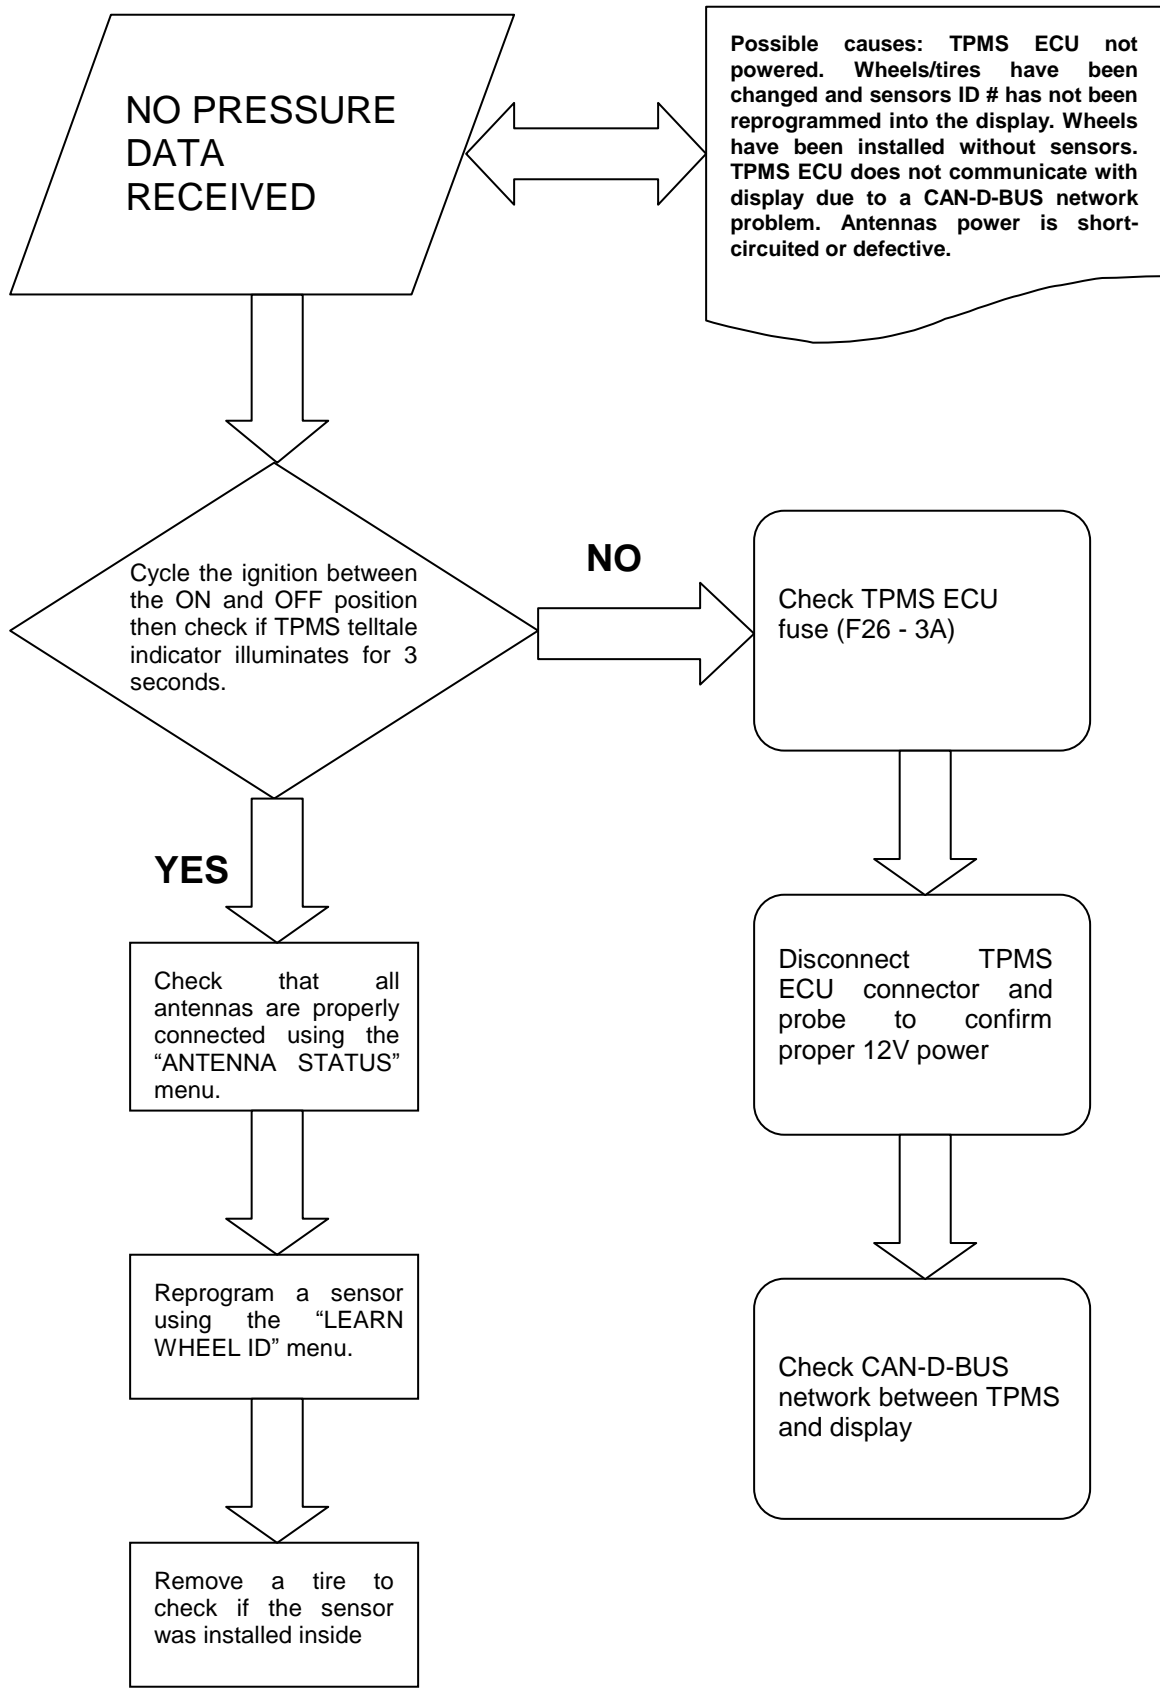 NO PRESSURE
DATA
RECEIVED
Possible causes: TPMS ECU not
powered. Wheels/tires have been
changed and sensors ID # has not been
reprogrammed into the display. Wheels
have been installed without sensors.
TPMS ECU does not communicate with
display due to a CAN-D-BUS network
problem. Antennas power is short-
circuited or defective.
Cycle the ignition between
the ON and OFF position
then check if TPMS telltale
indicator illuminates for 3
seconds.
NO
Check TPMS ECU
fuse (F26 - 3A)
YES
Check that all
antennas are properly
connected using the
“ANTENNA STATUS”
menu.
Disconnect TPMS
ECU connector and
probe to confirm
proper 12V power
Reprogram a sensor
using the “LEARN
WHEEL ID” menu.
Check CAN-D-BUS
network between TPMS
and display
Remove a tire to
check if the sensor
was installed inside